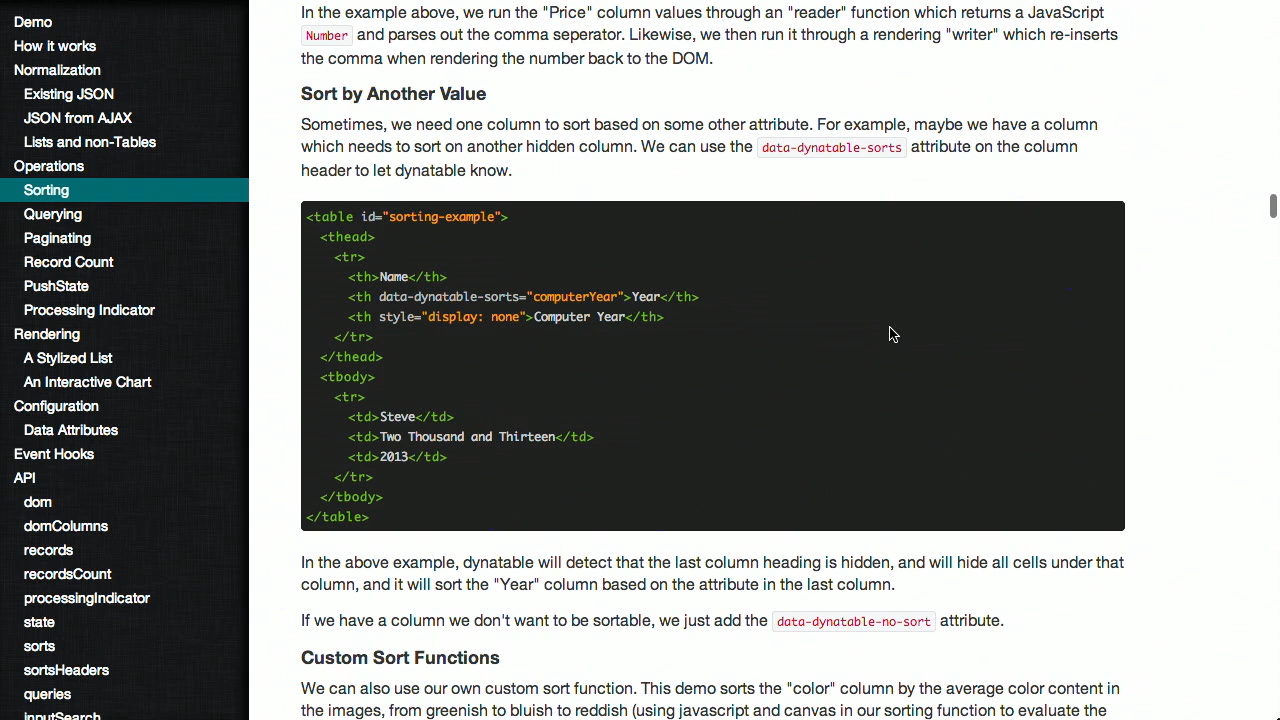 Demo
How it works
Normalization
Existing JSON
JSON from AJAX
Lists and non-Tables
Operations
Sorting
Querying
Paginating
Record Count
PushState
Processing Indicator
Rendering
A Stylized List
An Interactive Chart
Configuration
Data Attributes
Event Hooks
API
dom
domColumns
records
recordsCount
processingIndicator
state
sorts
sortsHeaders
queries
inputSearch
In the example above, we run the "Price" column values through an "reader" function which returns a JavaScript
Number and parses out the comma seperator. Likewise, we then run it through a rendering "writer" which re-inserts
the comma when rendering the number back to the DOM.
Sort by Another Value
Sometimes, we need one column to sort based on some other attribute. For example, maybe we have a column
which needs to sort on another hidden column. We can use the data-dynatable-sorts attribute on the column
header to let dynatable know.
<table id="sorting-example">
<thead>
<tr>
<th>Name</th>
<th data-dynatable-sorts="computerYear">Year</th>
<th style="display: none">Computer Year</th>
</tr>
</thead>
<tbody>
<tr>
<td>Steve</td>
<td>Two Thousand and Thirteen</td>
<td>2013</td>
</tr>
</tbody>
</table>
In the above example, dynatable will detect that the last column heading is hidden, and will hide all cells under that
column, and it will sort the "Year" column based on the attribute in the last column.
If we have a column we don't want to be sortable, we just add the data-dynatable-no-sort attribute.
Custom Sort Functions
We can also use our own custom sort function. This demo sorts the "color" column by the average color content in
the images, from greenish to bluish to reddish (using javascript and canvas in our sorting function to evaluate the